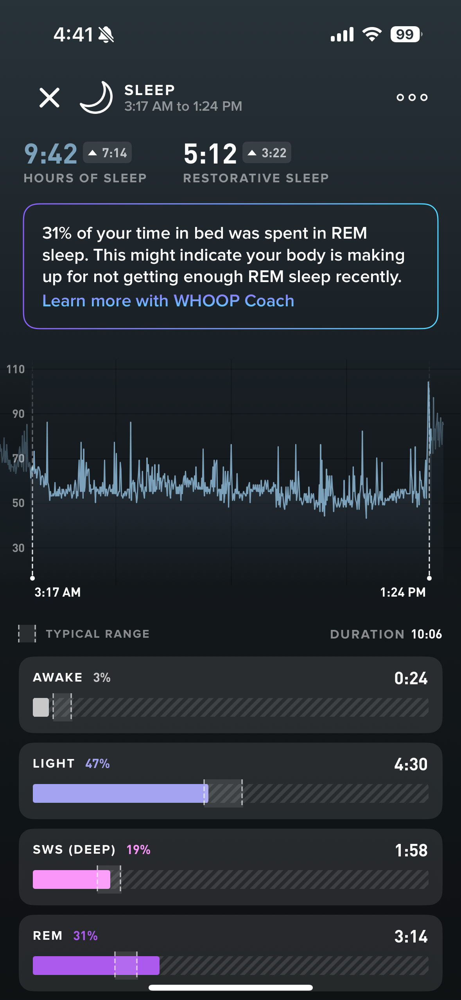 4:41
99
SLEEP
3:17 AM to 1:24 PM
9:42 7:14
HOURS OF SLEEP
5:12 3:22
RESTORATIVE SLEEP
31% of your time in bed was spent in REM
sleep. This might indicate your body is making
up for not getting enough REM sleep recently.
Learn more with WHOOP Coach
110
90
70
50
30
3:17 AM
1:24 PM
TYPICAL RANGE
DURATION 10:06
AWAKE 3% 0:24
LIGHT 47% 4:30
SWS (DEEP) 19% 1:58
REM 31% 3:14